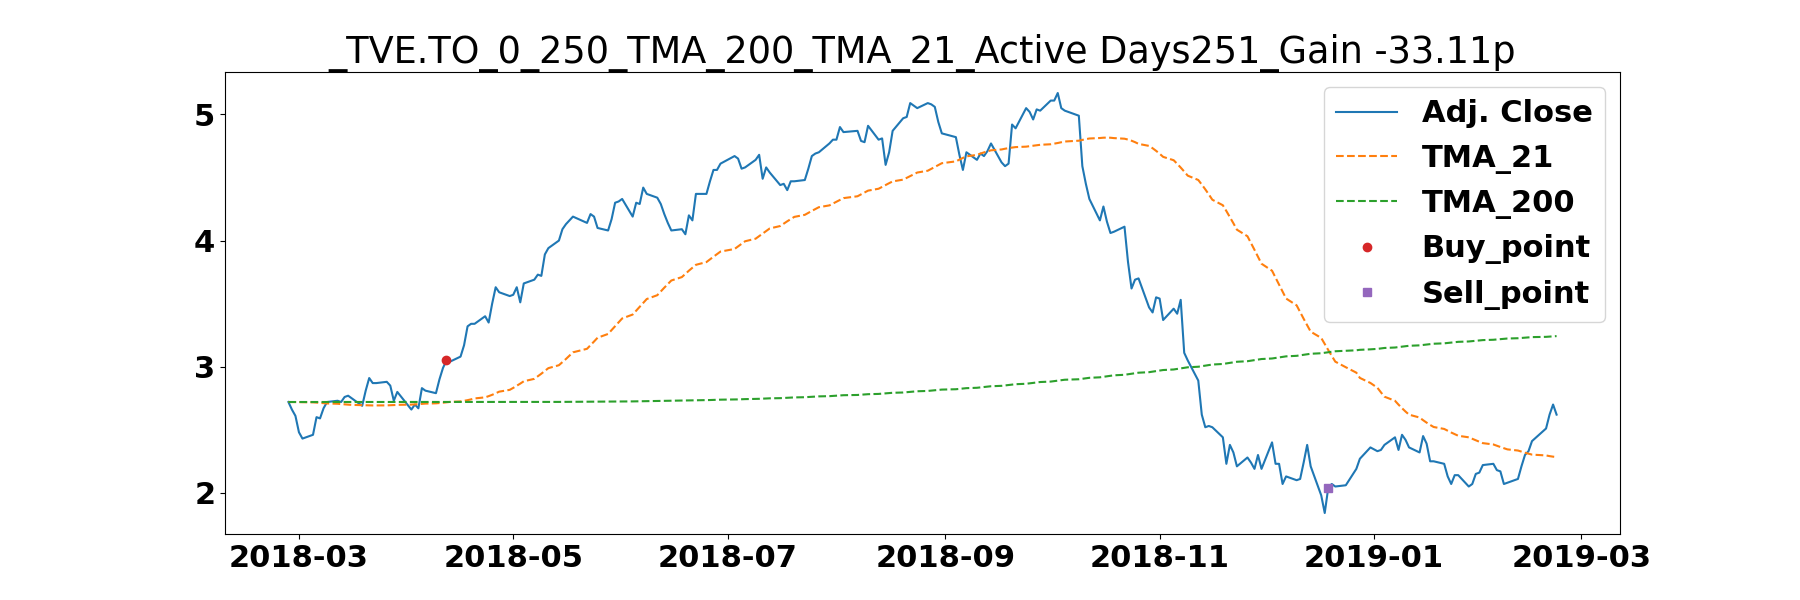 _TVE.TO_0_250_TMA_200_TMA_21_Active Days251_Gain -33.11p
5
4
3
2
Adj. Close
TMA_21
TMA_200
Buy_point
Sell_point
2018-03 2018-05 2018-07 2018-09 2018-11 2019-01 2019-03